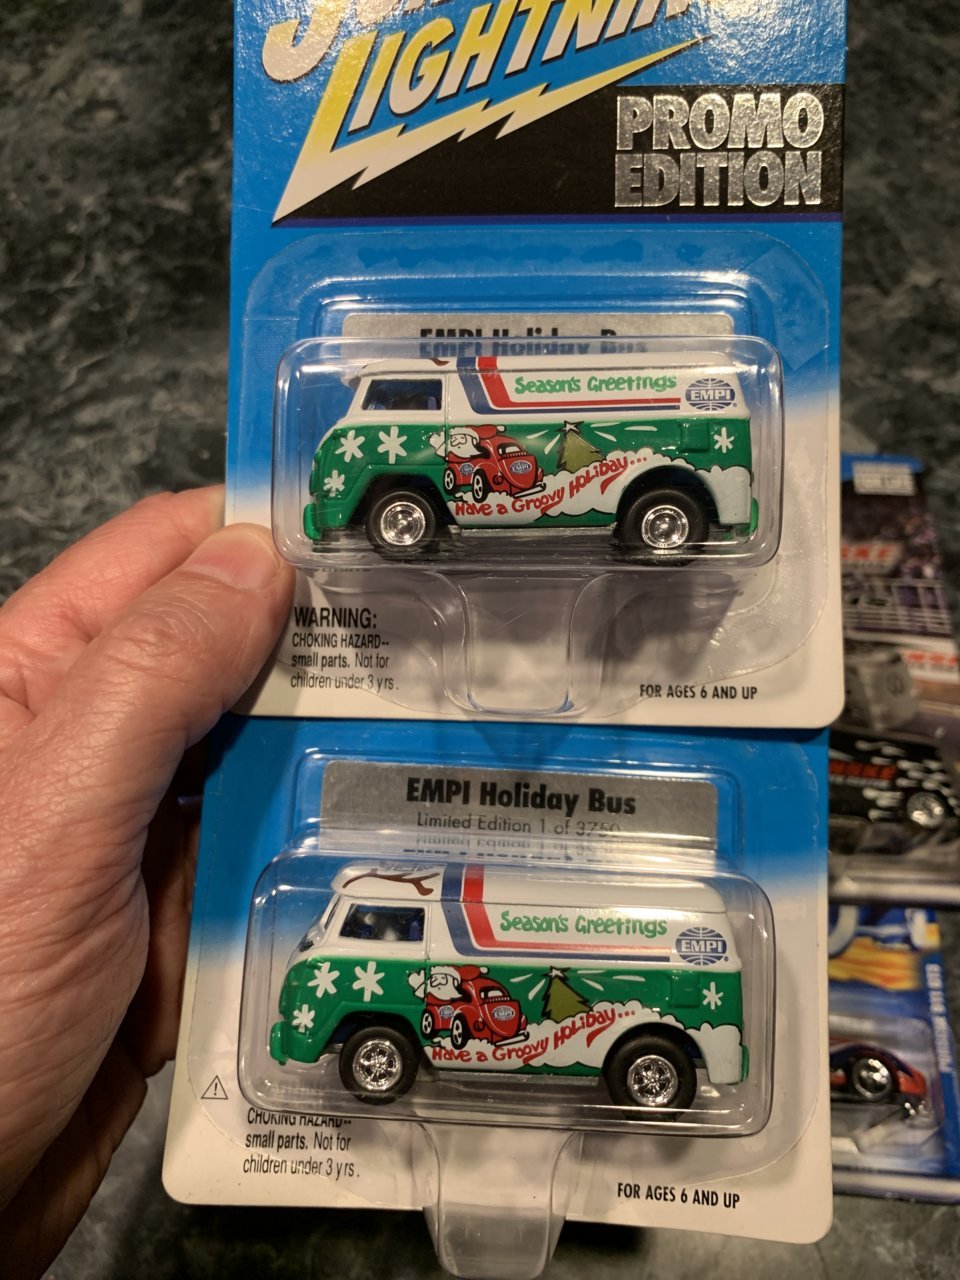 LIGHTNING
PROMO
EDITION
EMPI Holiday Bus
Season's Greetings
EMPI
EMPI
Have a Groovy Holiday...
WARNING:
CHOKING HAZARD--
small parts. Not for
children under 3 yrs.
FOR AGES 6 AND UP
EMPI Holiday Bus
Limited Edition 1 of 3750
Season's Greetings
EMPI
EMPI
Have a Groovy Holiday...
CHOKING HAZARD--
small parts. Not for
children under 3 yrs.
FOR AGES 6 AND UP